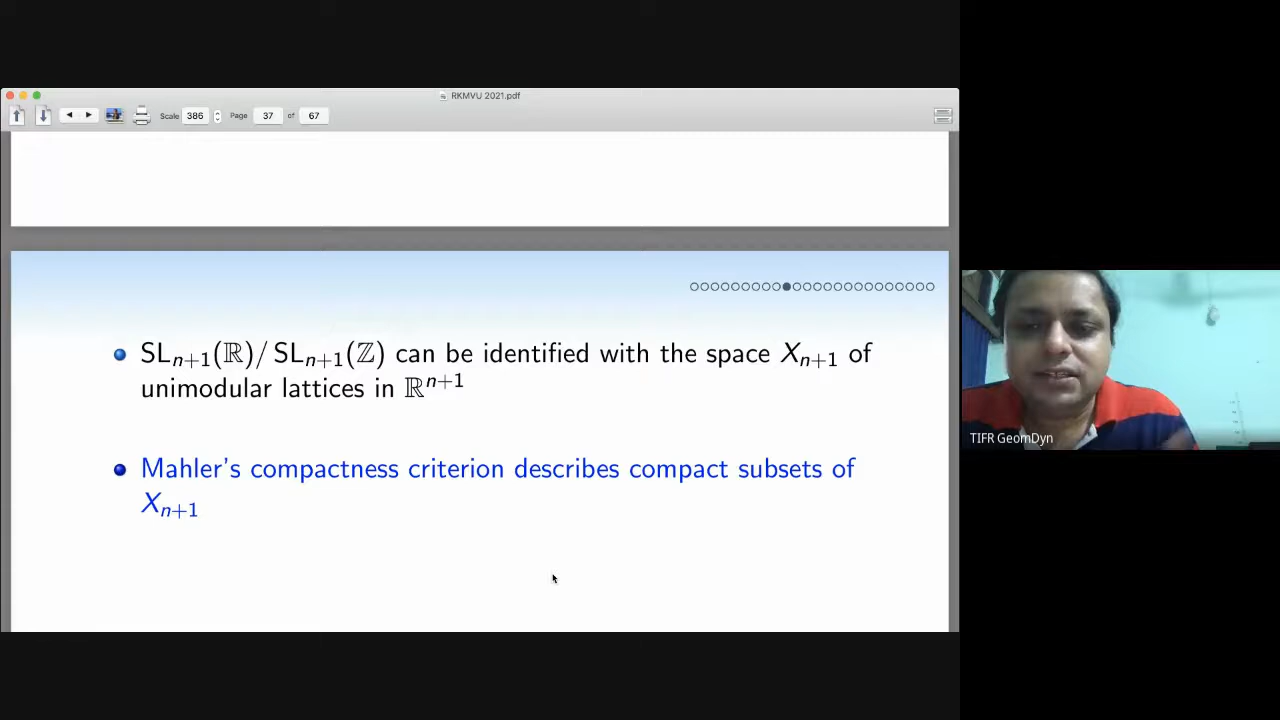 RKMVU 2021.pdf
Scale 386 Page 37 of 67
SLₙ₊₁(ℝ)/ SLₙ₊₁(ℤ) can be identified with the space Xₙ₊₁ of
unimodular lattices in ℝⁿ⁺¹
Mahler's compactness criterion describes compact subsets of
Xₙ₊₁
TIFR GeomDyn